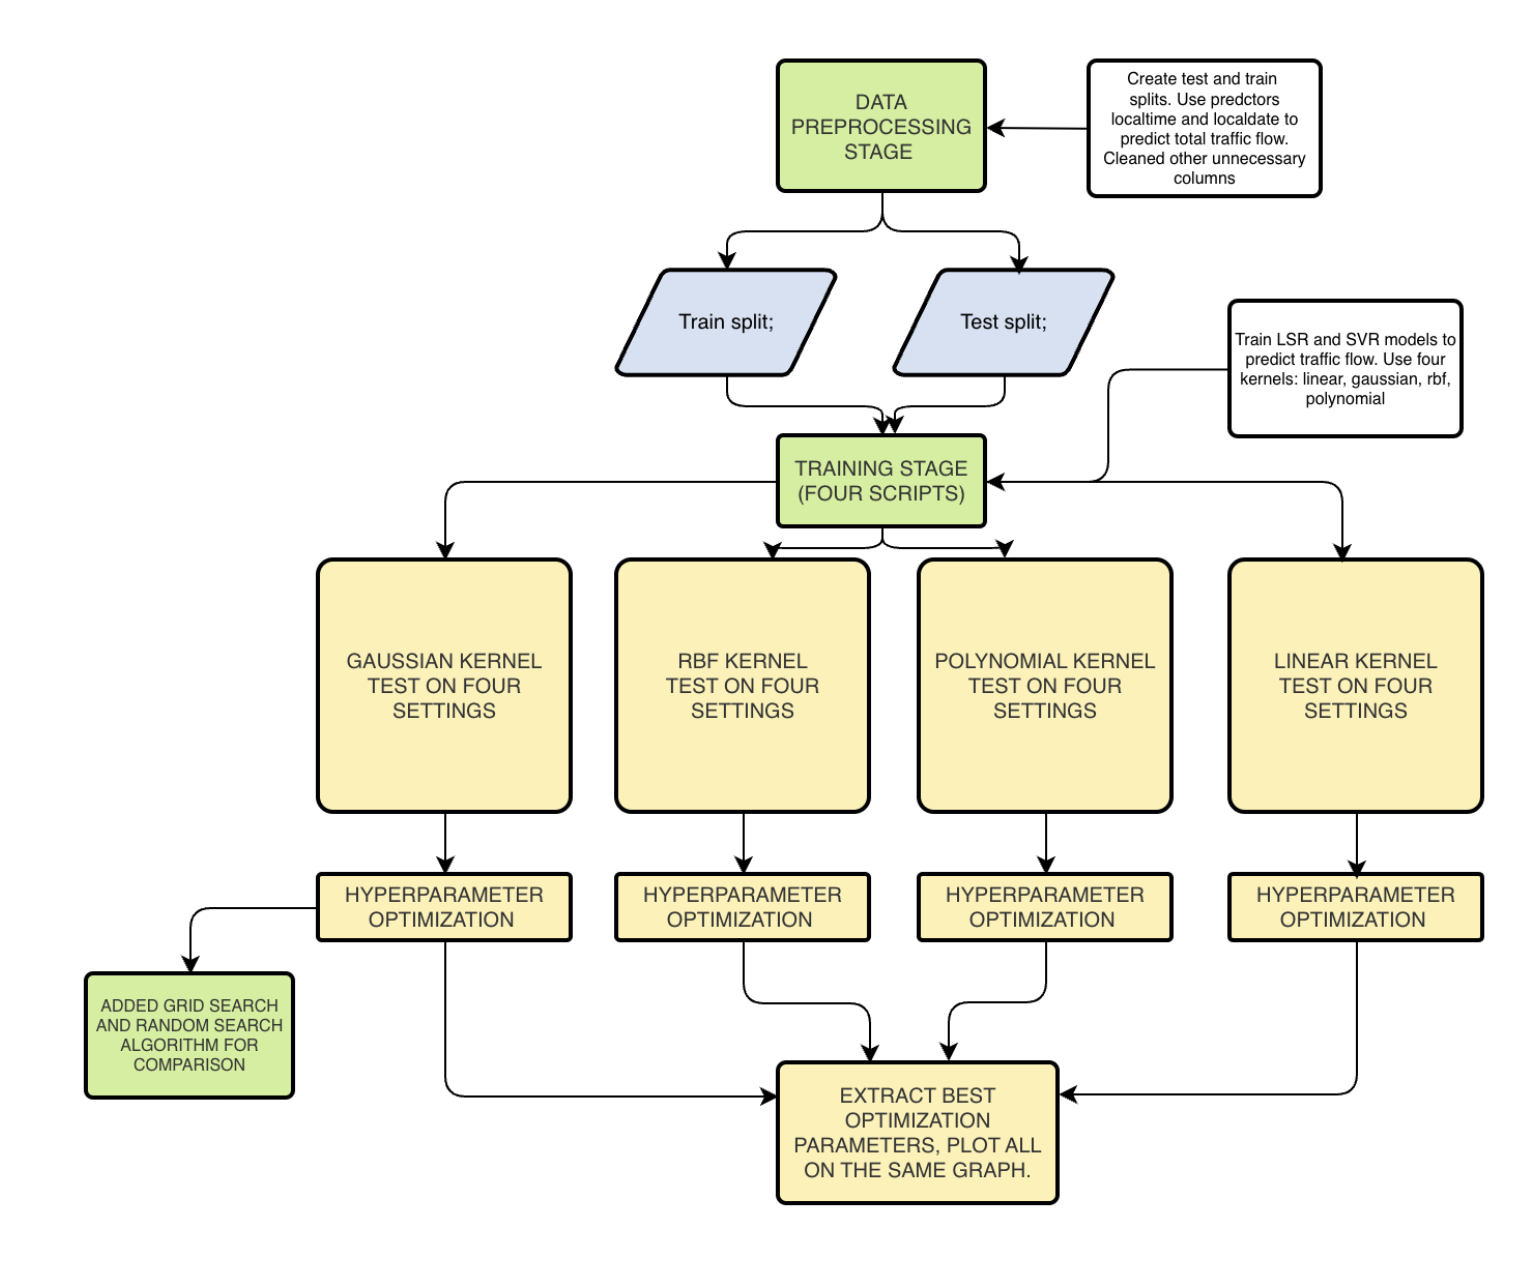 DATA
PREPROCESSING
STAGE
Create test and train
splits. Use predctors
localtime and localdate to
predict total traffic flow.
Cleaned other unnecessary
columns
Train split;
Test split;
Train LSR and SVR models to
predict traffic flow. Use four
kernels: linear, gaussian, rbf,
polynomial
TRAINING STAGE
(FOUR SCRIPTS)
GAUSSIAN KERNEL
TEST ON FOUR
SETTINGS
RBF KERNEL
TEST ON FOUR
SETTINGS
POLYNOMIAL KERNEL
TEST ON FOUR
SETTINGS
LINEAR KERNEL
TEST ON FOUR
SETTINGS
HYPERPARAMETER
OPTIMIZATION
HYPERPARAMETER
OPTIMIZATION
HYPERPARAMETER
OPTIMIZATION
HYPERPARAMETER
OPTIMIZATION
ADDED GRID SEARCH
AND RANDOM SEARCH
ALGORITHM FOR
COMPARISON
EXTRACT BEST
OPTIMIZATION
PARAMETERS, PLOT ALL
ON THE SAME GRAPH.